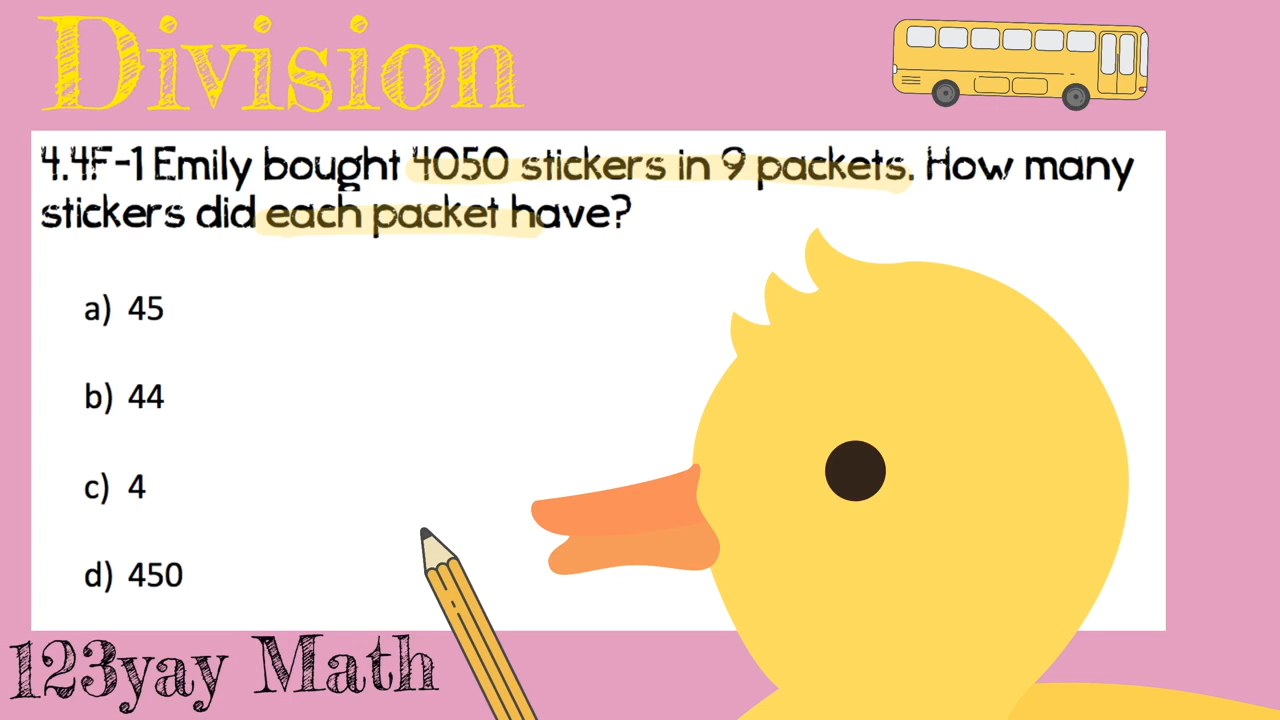 Division
4.4F-1 Emily bought 4050 stickers in 9 packets. How many
stickers did each packet have?
a) 45
b) 44
c) 4
d) 450
123yay Math